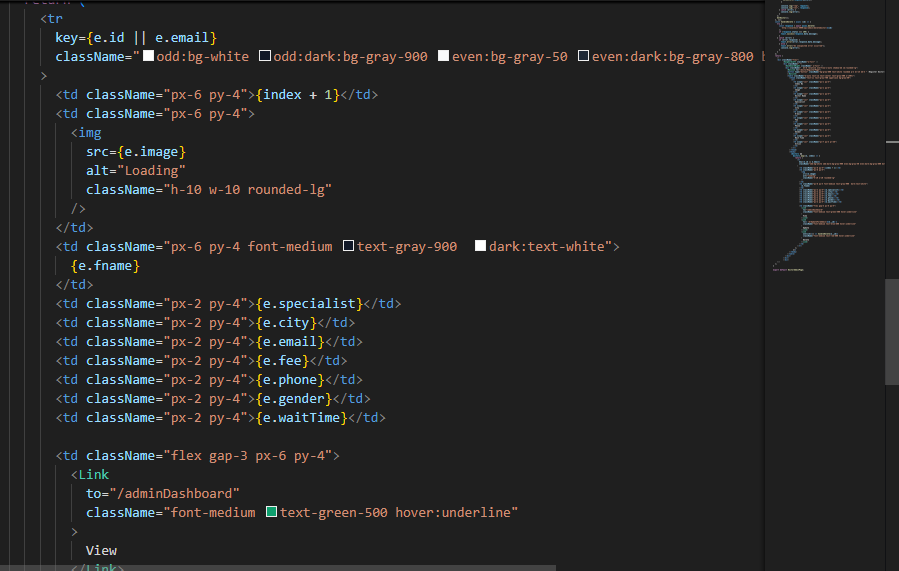 return (
<tr
key={e.id || e.email}
className="odd:bg-white odd:dark:bg-gray-900 even:bg-gray-50 even:dark:bg-gray-800
>
<td className="px-6 py-4">{index + 1}</td>
<td className="px-6 py-4">
<img
src={e.image}
alt="Loading"
className="h-10 w-10 rounded-lg"
/>
</td>
<td className="px-6 py-4 font-medium text-gray-900 dark:text-white">
{e.fname}
</td>
<td className="px-2 py-4">{e.specialist}</td>
<td className="px-2 py-4">{e.city}</td>
<td className="px-2 py-4">{e.email}</td>
<td className="px-2 py-4">{e.fee}</td>
<td className="px-2 py-4">{e.phone}</td>
<td className="px-2 py-4">{e.gender}</td>
<td className="px-2 py-4">{e.waitTime}</td>
<td className="flex gap-3 px-6 py-4">
<Link
to="/adminDashboard"
className="font-medium text-green-500 hover:underline"
>
View
</Link>